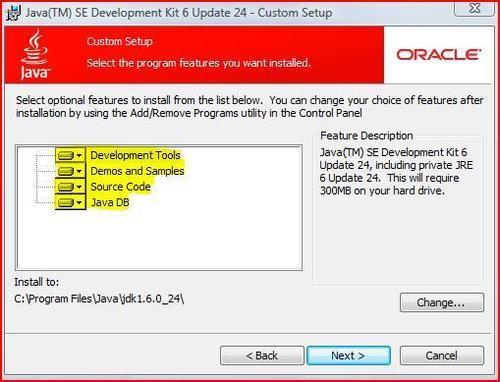 Java(TM) SE Development Kit 6 Update 24 - Custom Setup
Java
Custom Setup
Select the program features you want installed.
ORACLE
Select optional features to install from the list below. You can change your choice of features after
installation by using the Add/Remove Programs utility in the Control Panel
Development Tools
Demos and Samples
Source Code
Java DB
Feature Description
Java(TM) SE Development Kit 6
Update 24, including private JRE
6 Update 24. This will require
300MB on your hard drive.
Install to:
C:\Program Files\Java\jdk1.6.0_24\
Change...
< Back
Next >
Cancel